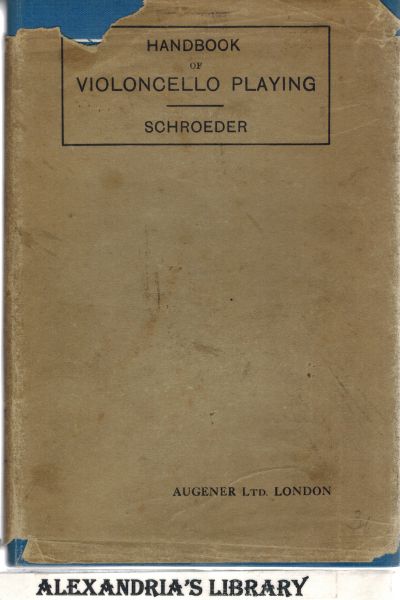 HANDBOOK
OF
VIOLONCELLO PLAYING
SCHROEDER
AUGENER LTD. LONDON
ALEXANDRIA'S LIBRARY